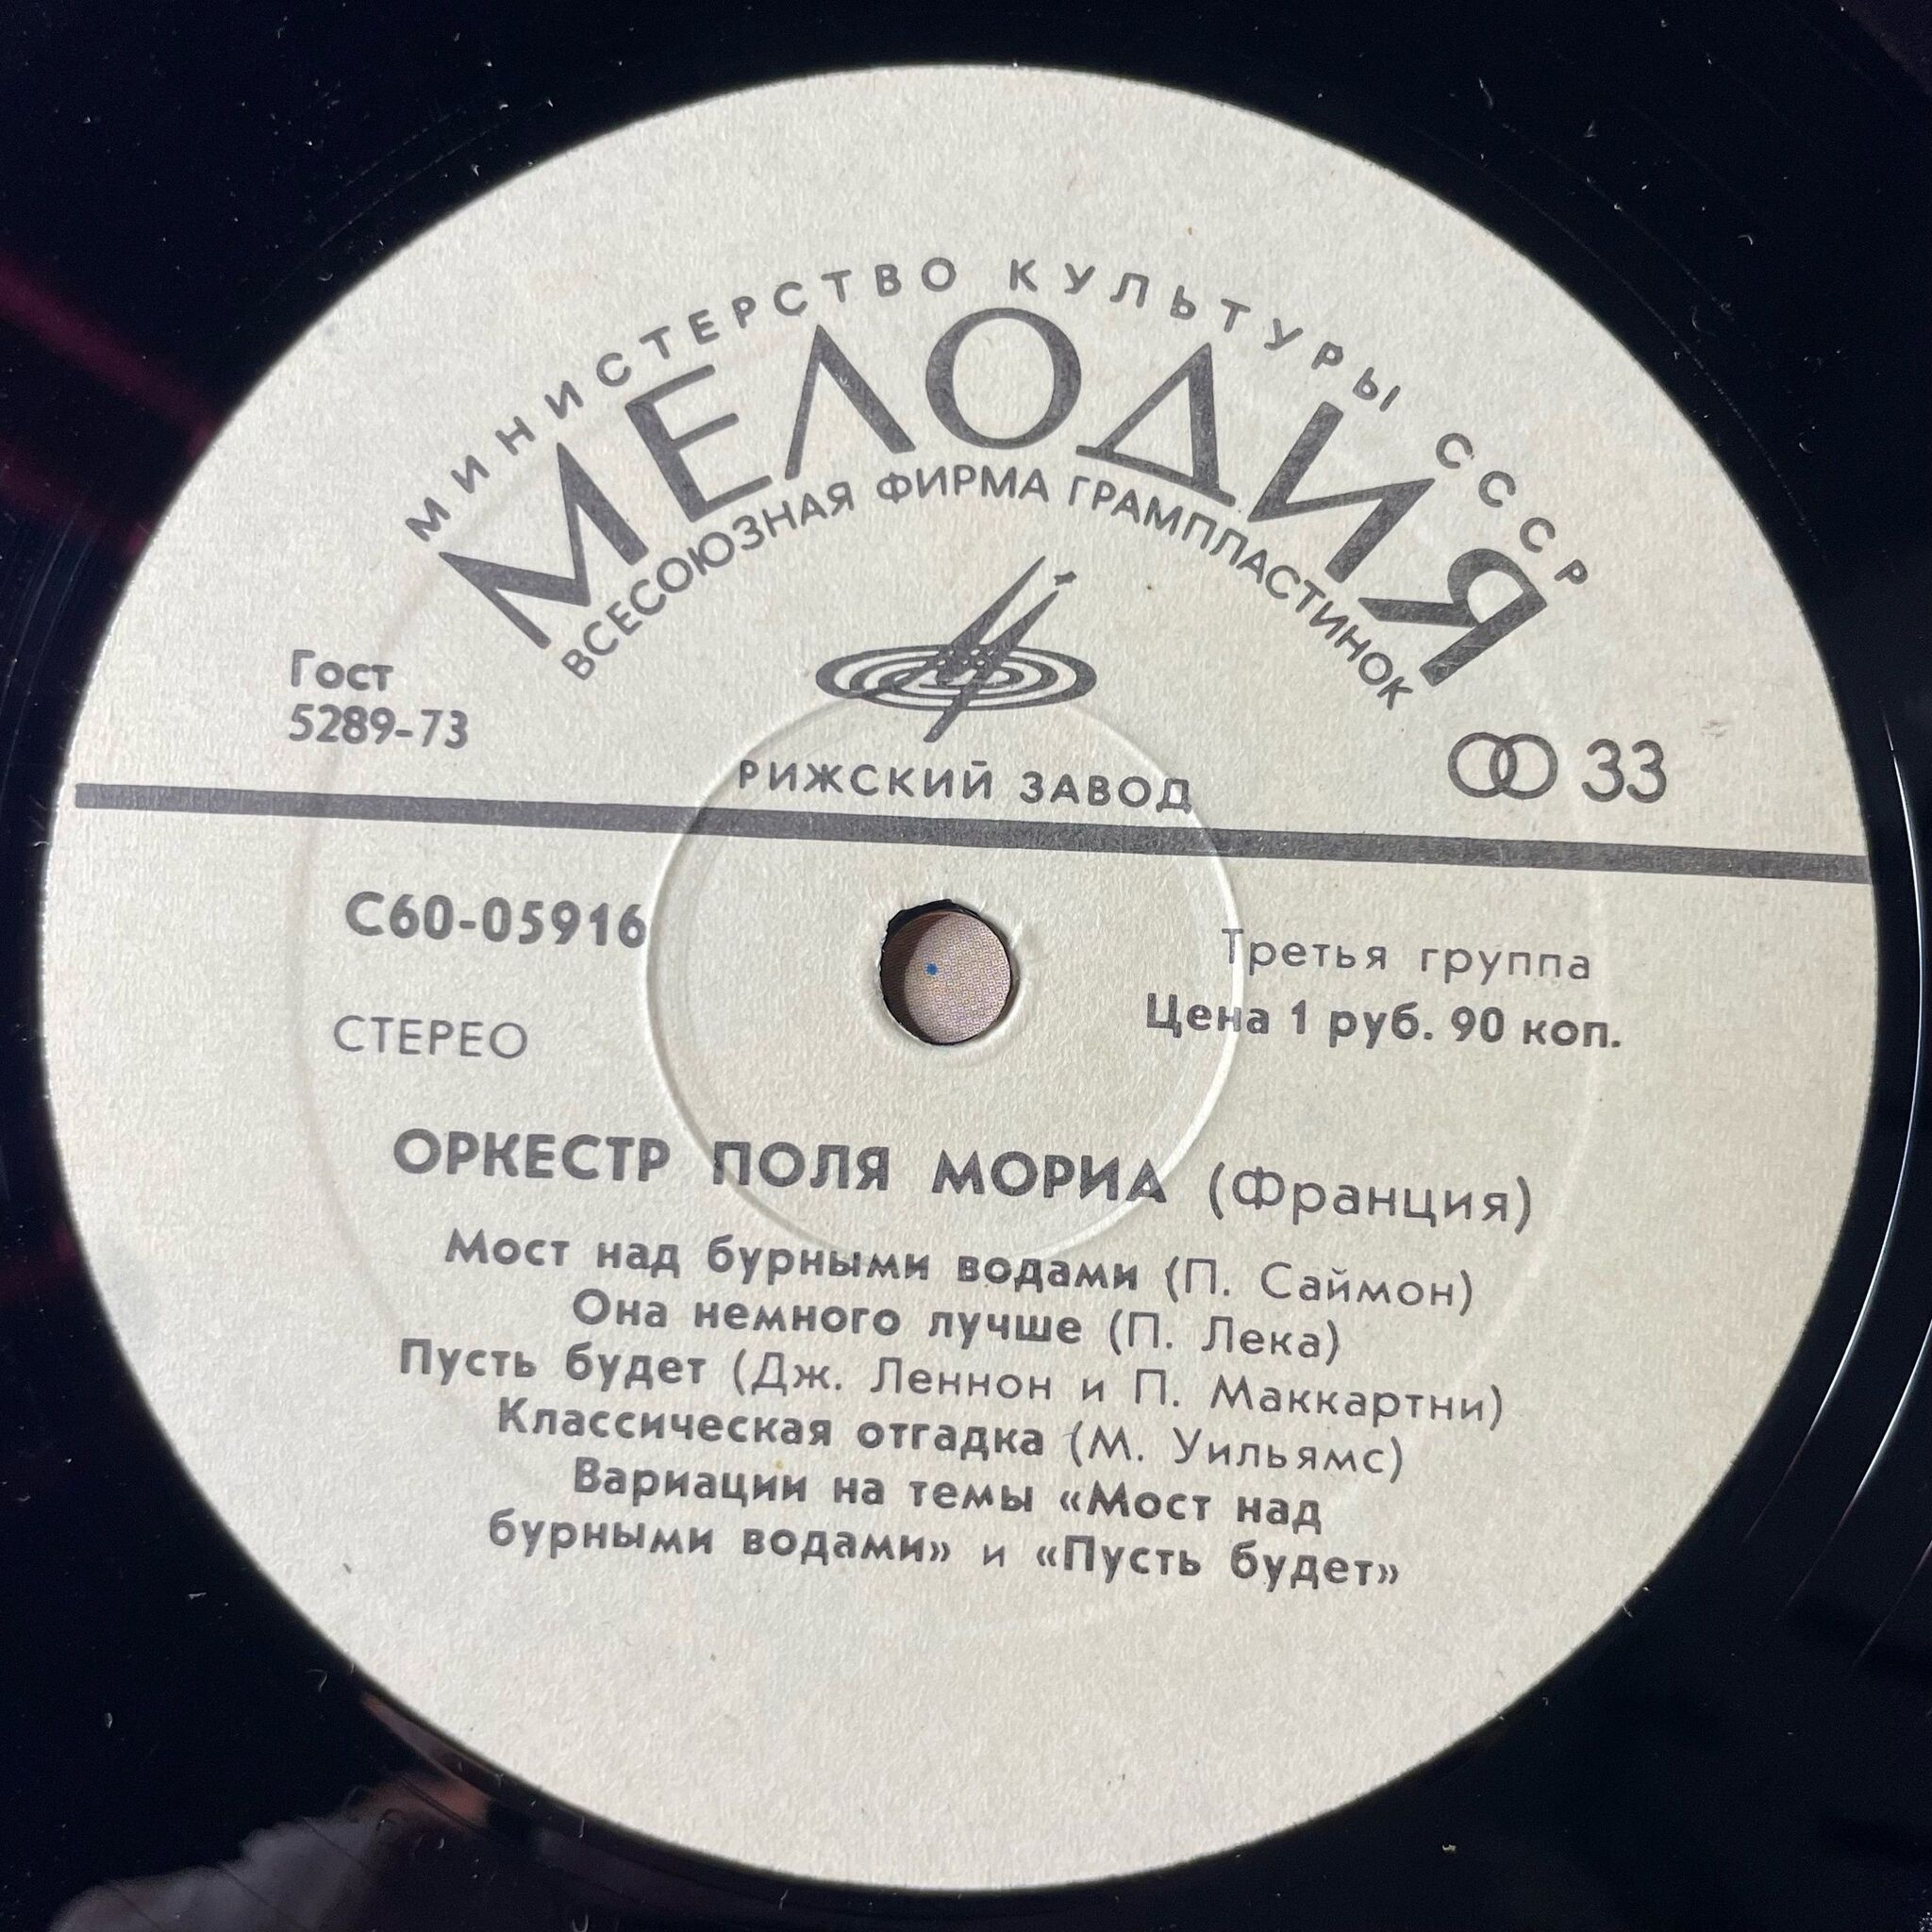 МИНИСТЕРСТВО КУЛЬТУРЫ СССР
МЕЛОДИЯ
ВСЕСОЮЗНАЯ ФИРМА ГРАМПЛАСТИНОК
Гост
5289-73
33
РИЖСКИЙ ЗАВОД
С60-05916
Третья группа
Цена 1 руб. 90 коп.
СТЕРЕО
ОРКЕСТР ПОЛЯ МОРИА (Франция)
Мост над бурными водами (П. Саймон)
Она немного лучше (П. Лека)
Пусть будет (Дж. Леннон и П. Маккартни)
Классическая отгадка (М. Уильямс)
Вариации на темы «Мост над
бурными водами» и «Пусть будет»